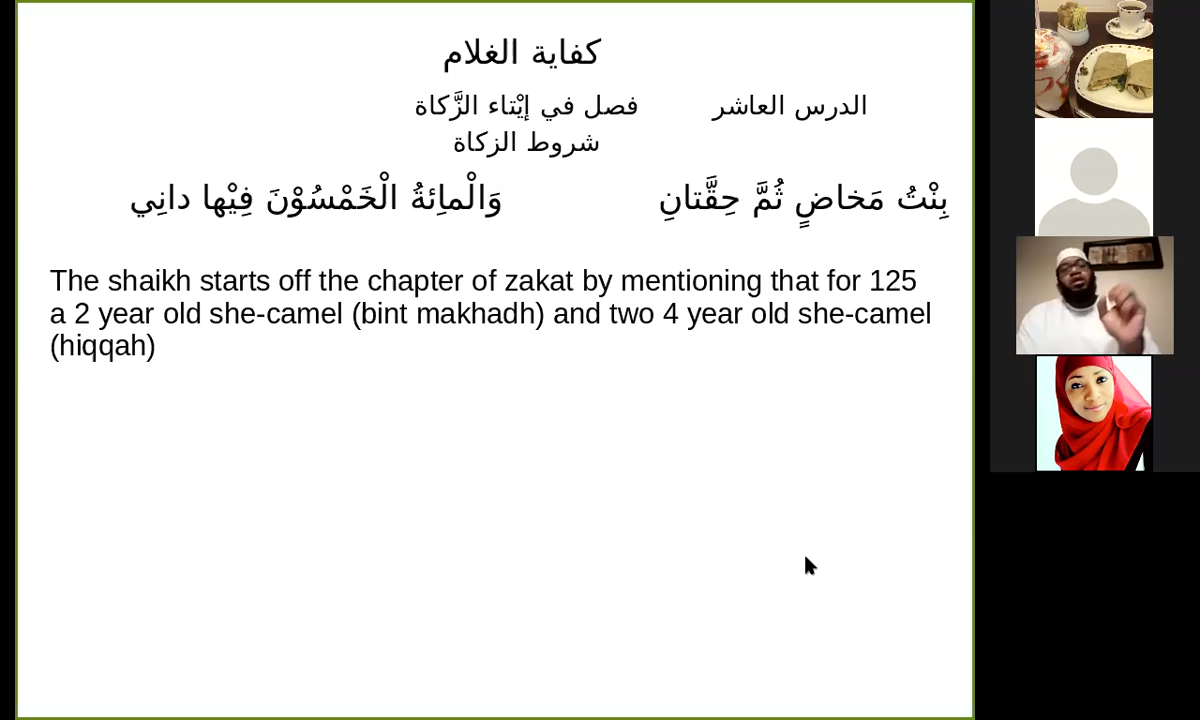 كفاية الغلام
الدرس العاشر فصل في إيْتاء الزَّكاة
شروط الزكاة
بِنْتُ مَخاضٍ ثُمَّ حِقَّتانِ وَالْماِئةُ الْخَمْسُوْنَ فِيْها دانِي
The shaikh starts off the chapter of zakat by mentioning that for 125
a 2 year old she-camel (bint makhadh) and two 4 year old she-camel
(hiqqah)